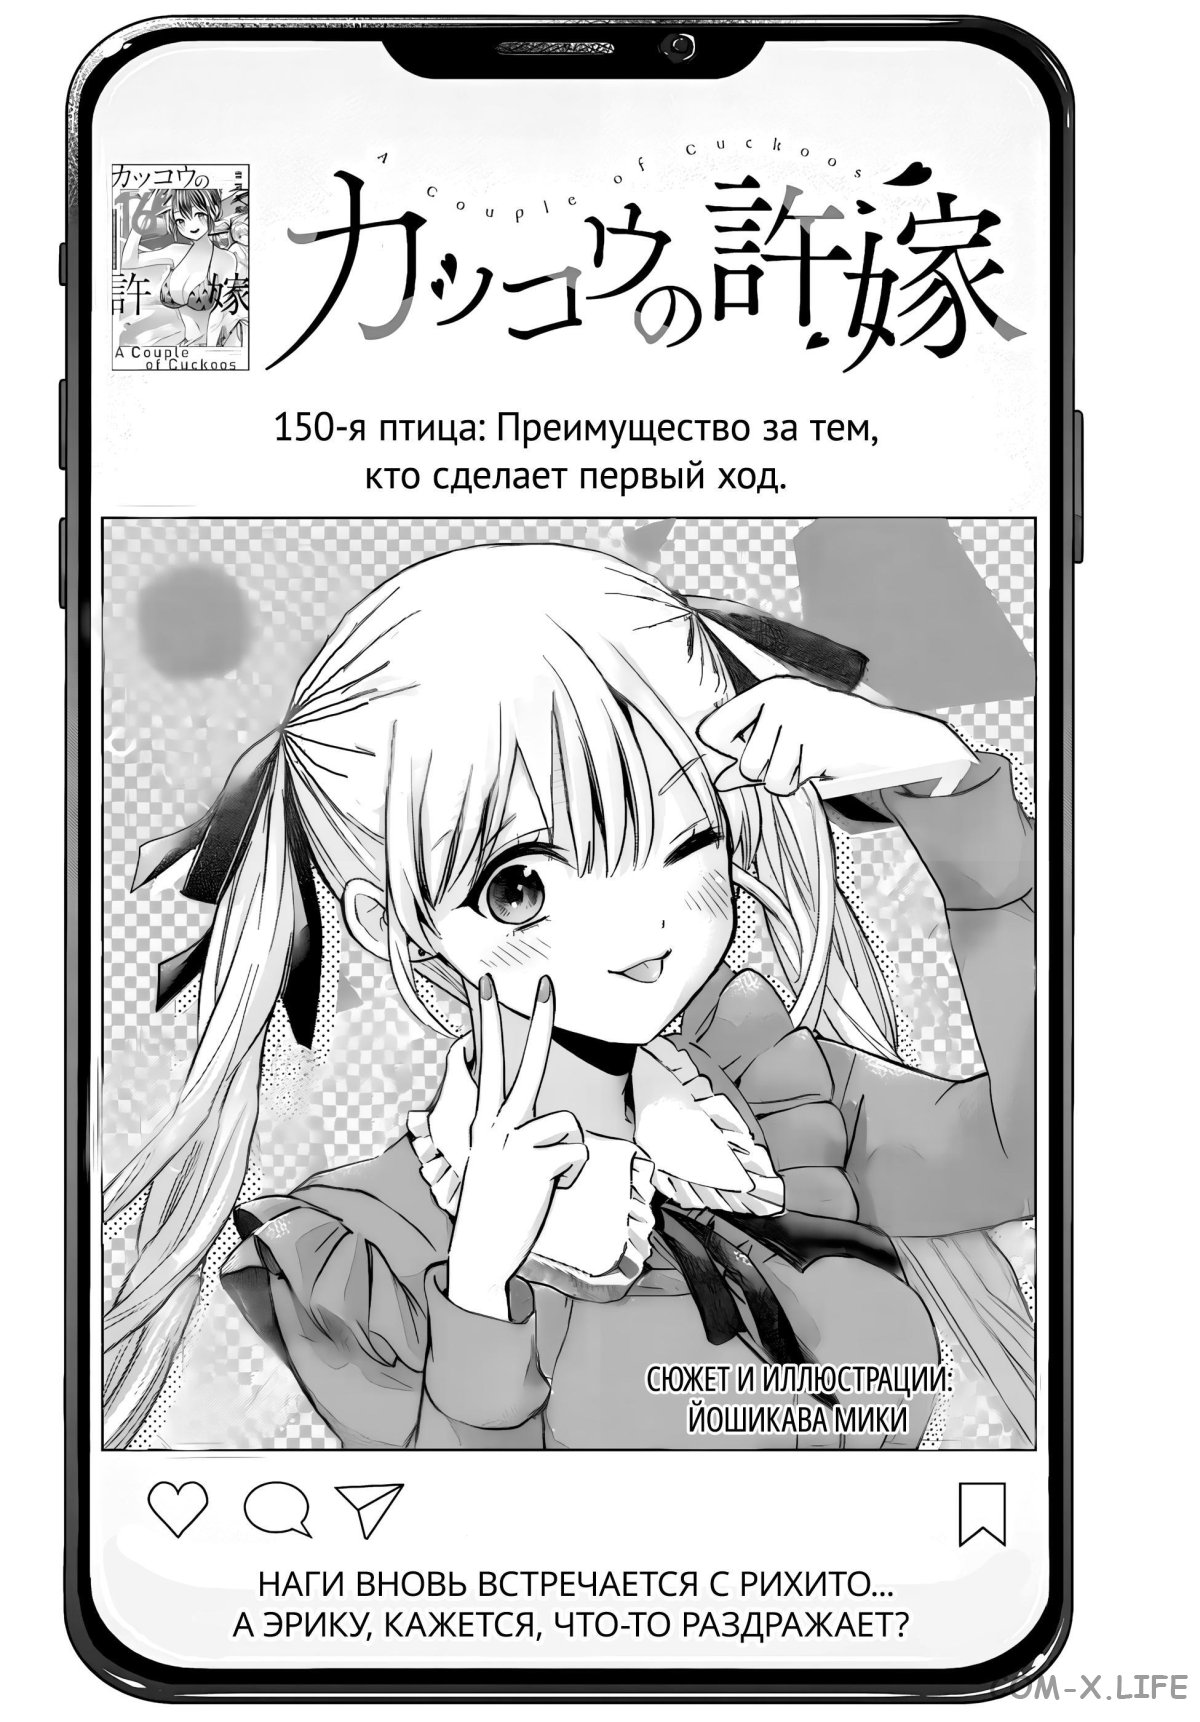 A Couple of Cuckoos
カッコウの許嫁
カッコウの
16
許嫁
A Couple
of Cuckoos
150-я птица: Преимущество за тем,
кто сделает первый ход.
СЮЖЕТ И ИЛЛЮСТРАЦИИ:
ЙОШИКАВА МИКИ
НАГИ ВНОВЬ ВСТРЕЧАЕТСЯ С РИХИТО...
А ЭРИКУ, КАЖЕТСЯ, ЧТО-ТО РАЗДРАЖАЕТ?
COM-X.LIFE